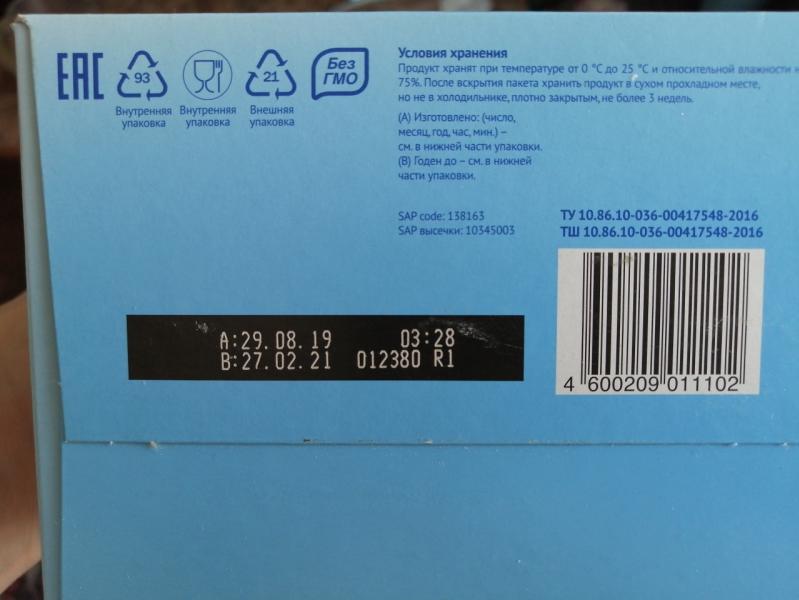 EAC
93
Внутренняя
упаковка
Внутренняя
упаковка
21
Внешняя
упаковка
Без
ГМО
Условия хранения
Продукт хранят при температуре от 0 °C до 25 °C и относительной влажности
75%. После вскрытия пакета хранить продукт в сухом прохладном месте,
но не в холодильнике, плотно закрытым, не более 3 недель.
(A) Изготовлено: (число,
месяц, год, час, мин.) –
см. в нижней части упаковки.
(B) Годен до – см. в нижней
части упаковки.
SAP code: 138163
SAP высечки: 10345003
ТУ 10.86.10-036-00417548-2016
ТШ 10.86.10-036-00417548-2016
A:29.08.19 03:28
B:27.02.21 012380 R1
4 600209 011102